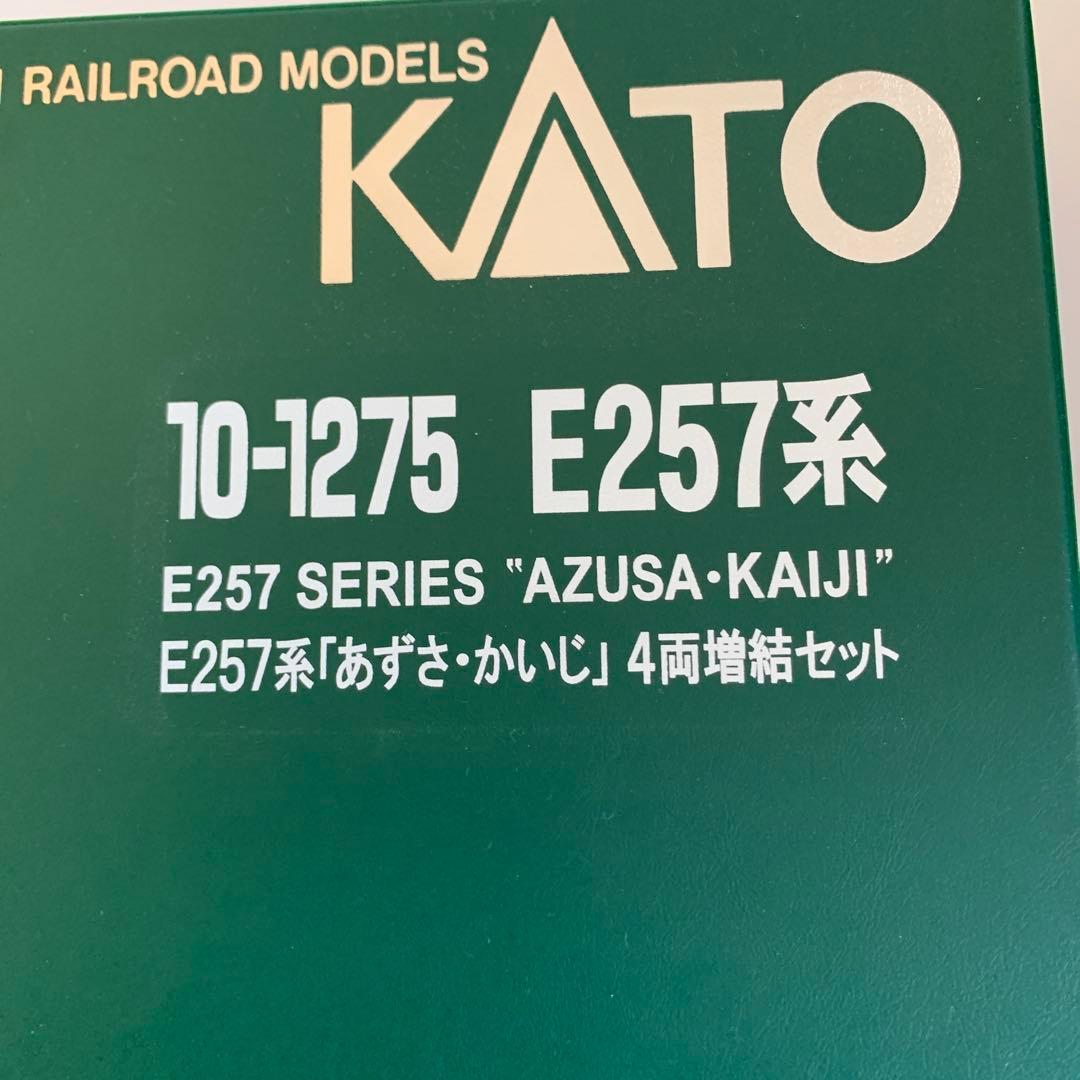 RAILROAD MODELS
KATO
10-1275 E257系
E257 SERIES "AZUSA・KAIJI"
E257系「あずさ・かいじ」 4両増結セット